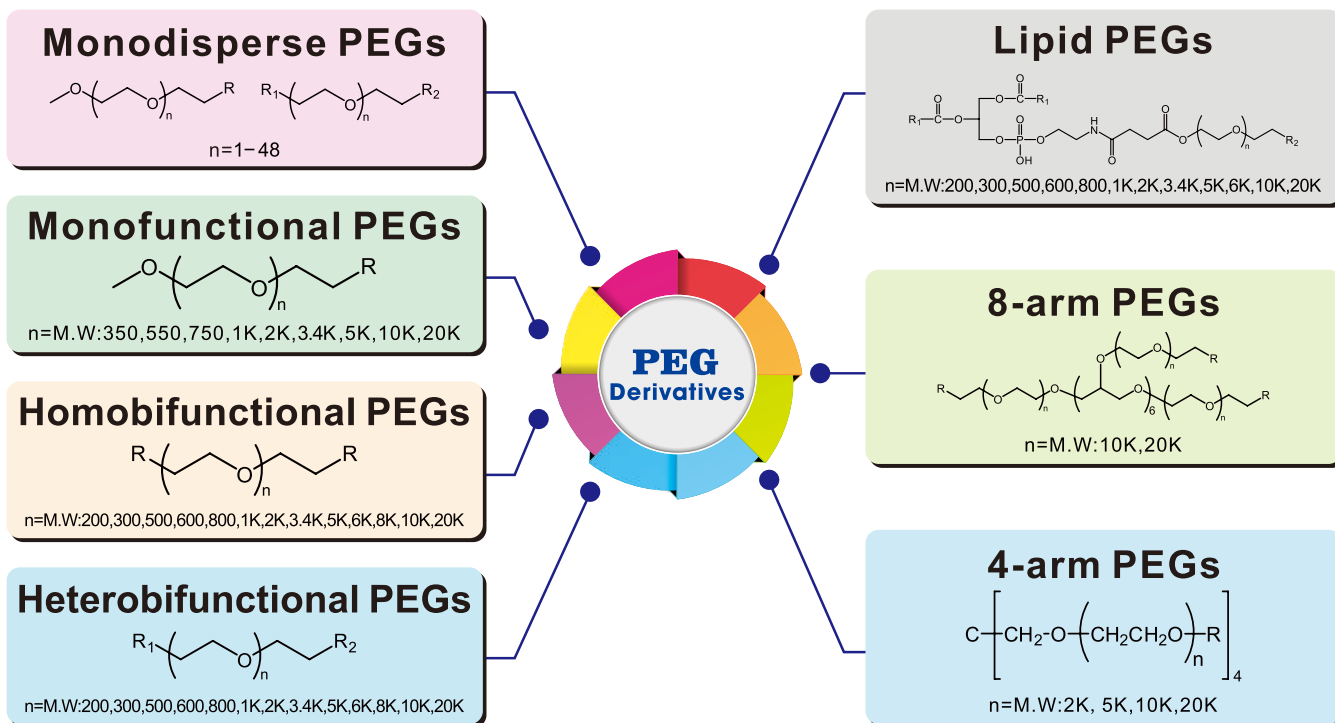 Monodisperse PEGs
O O R n
R1 O R2 n
n=1-48
Monofunctional PEGs
O O R n
n=M.W:350,550,750,1K,2K,3.4K,5K,10K,20K
Homobifunctional PEGs
R O R n
n=M.W:200,300,500,600,800,1K,2K,3.4K,5K,6K,8K,10K,20K
Heterobifunctional PEGs
R1 O R2 n
n=M.W:200,300,500,600,800,1K,2K,3.4K,5K,6K,8K,10K,20K
PEG
Derivatives
Lipid PEGs
O
O O-C-R1
R1-C-O O H O
O-P-O N O O R2 n
OH O
n=M.W:200,300,500,600,800,1K,2K,3.4K,5K,6K,10K,20K
8-arm PEGs
O O R n
R O n O O 6 O n R
n=M.W:10K,20K
4-arm PEGs
C CH2-O CH2CH2O R n 4
n=M.W:2K, 5K,10K,20K